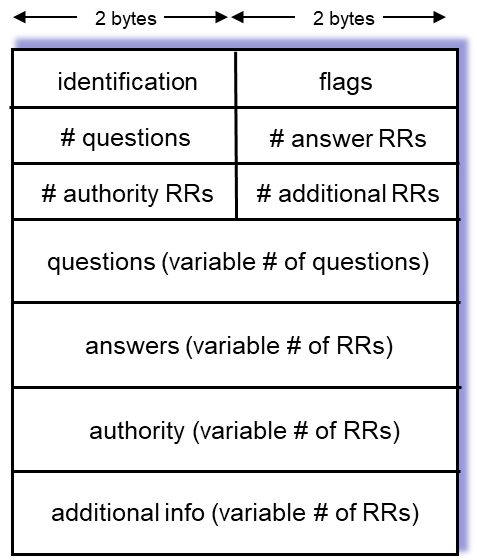 2 bytes 2 bytes
identification flags
# questions # answer RRs
# authority RRs # additional RRs
questions (variable # of questions)
answers (variable # of RRs)
authority (variable # of RRs)
additional info (variable # of RRs)